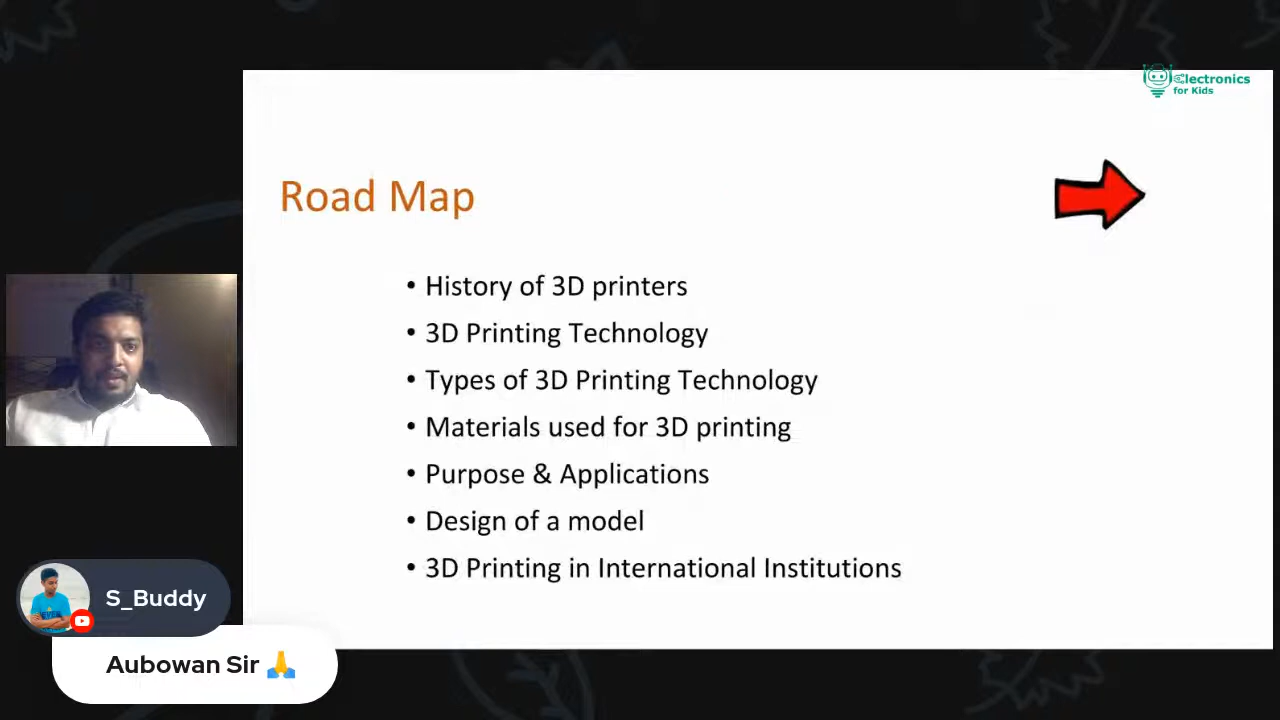 Electronics
for Kids
Road Map
• History of 3D printers
• 3D Printing Technology
• Types of 3D Printing Technology
• Materials used for 3D printing
• Purpose & Applications
• Design of a model
• 3D Printing in International Institutions
S_Buddy
Aubowan Sir 🙏